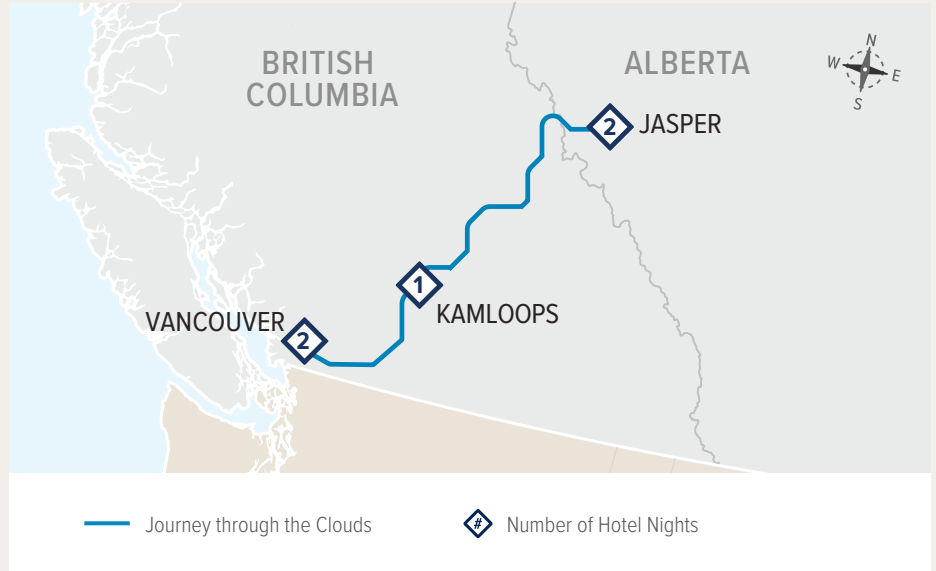 BRITISH
COLUMBIA
ALBERTA
N
W
E
S
2
JASPER
1
KAMLOOPS
VANCOUVER
2
Journey through the Clouds
# Number of Hotel Nights